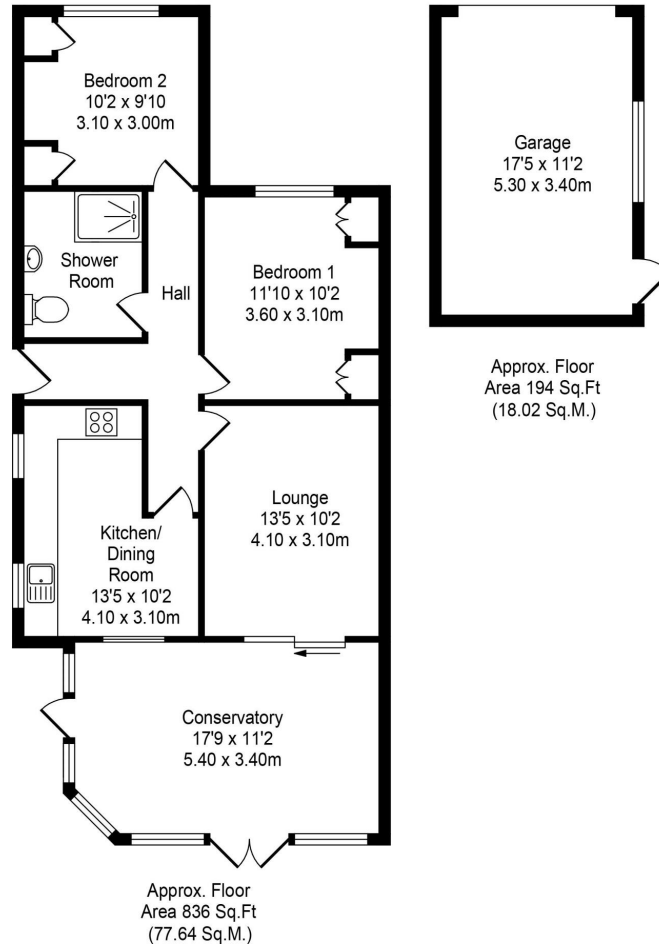 Bedroom 2
10'2 x 9'10
3.10 x 3.00m
Garage
17'5 x 11'2
5.30 x 3.40m
Shower
Room
Hall
Bedroom 1
11'10 x 10'2
3.60 x 3.10m
Approx. Floor
Area 194 Sq.Ft
(18.02 Sq.M.)
Kitchen/
Dining
Room
13'5 x 10'2
4.10 x 3.10m
Lounge
13'5 x 10'2
4.10 x 3.10m
Conservatory
17'9 x 11'2
5.40 x 3.40m
Approx. Floor
Area 836 Sq.Ft
(77.64 Sq.M.)